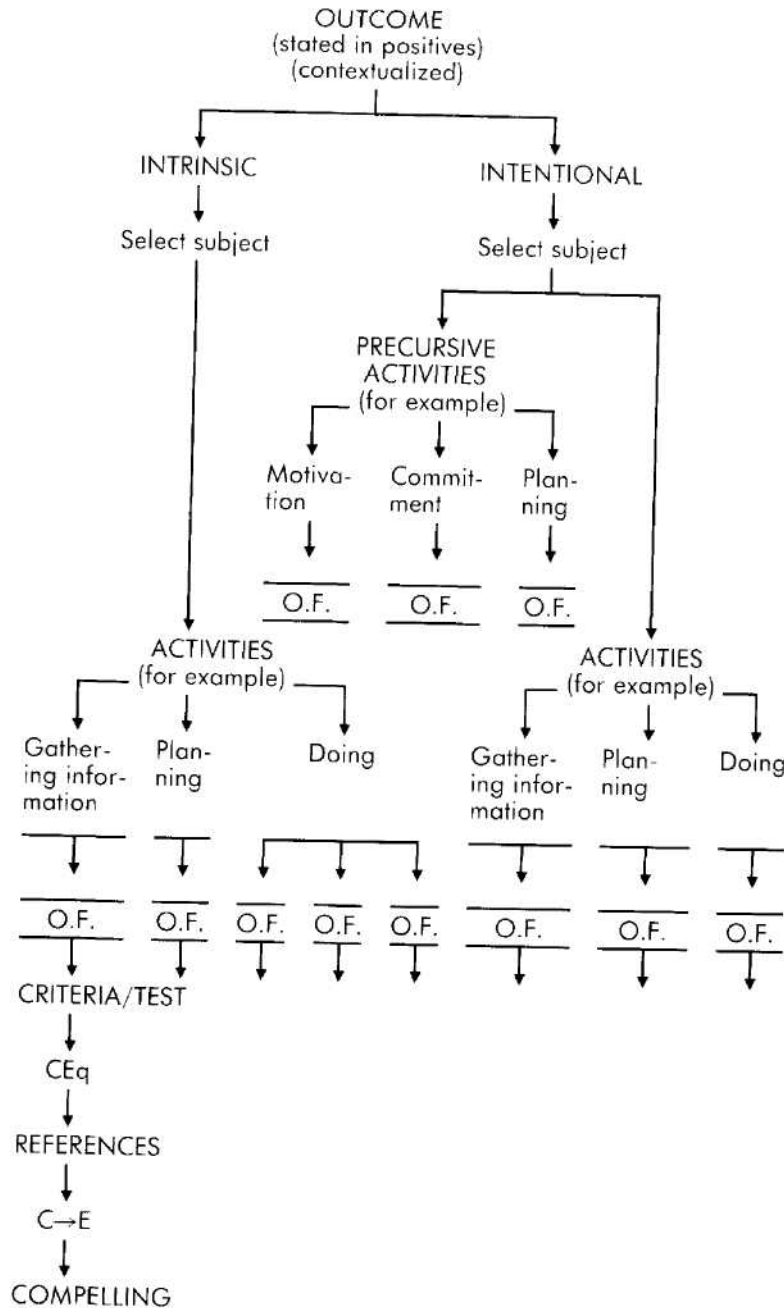 OUTCOME
(stated in positives)
(contextualized)
INTRINSIC
INTENTIONAL
Select subject
Select subject
PRECURSIVE
ACTIVITIES
(for example)
Motiva-
tion
Commit-
ment
Plan-
ning
O.F.
O.F.
O.F.
ACTIVITIES
(for example)
ACTIVITIES
(for example)
Gather-
ing infor-
mation
Plan-
ning
Doing
Gather-
ing infor-
mation
Plan-
ning
Doing
O.F.
O.F.
O.F.
O.F.
O.F.
O.F.
O.F.
O.F.
CRITERIA/TEST
CEq
REFERENCES
C→E
COMPELLING